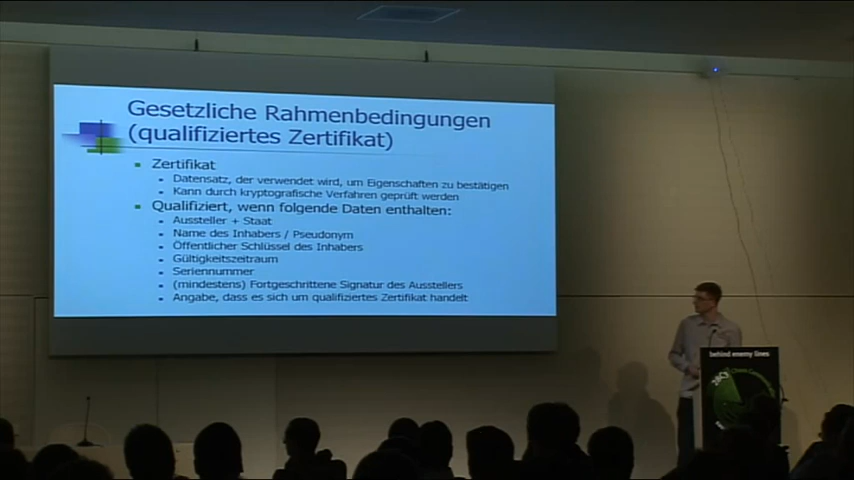 Gesetzliche Rahmenbedingungen
(qualifiziertes Zertifikat)
Zertifikat
Datensatz, der verwendet wird, um Eigenschaften zu bestätigen
Kann durch kryptografische Verfahren geprüft werden
Qualifiziert, wenn folgende Daten enthalten:
Aussteller + Staat
Name des Inhabers / Pseudonym
Öffentlicher Schlüssel des Inhabers
Gültigkeitszeitraum
Seriennummer
(mindestens) Fortgeschrittene Signatur des Ausstellers
Angabe, dass es sich um qualifiziertes Zertifikat handelt
behind enemy lines